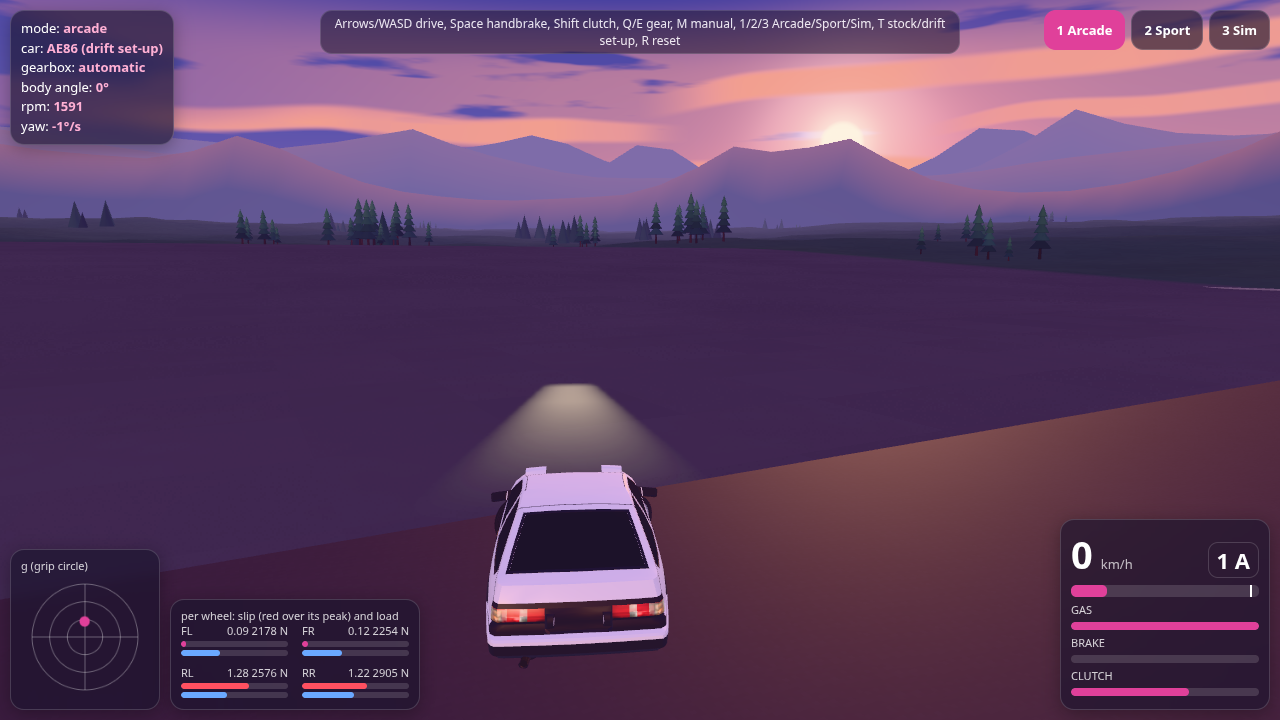 mode: arcade
car: AE86 (drift set-up)
gearbox: automatic
body angle: 0°
rpm: 1591
yaw: -1°/s
Arrows/WASD drive, Space handbrake, Shift clutch, Q/E gear, M manual, 1/2/3 Arcade/Sport/Sim, T stock/drift
set-up, R reset
1 Arcade
2 Sport
3 Sim
g (grip circle)
per wheel: slip (red over its peak) and load
FL 0.09 2178 N
FR 0.12 2254 N
RL 1.28 2576 N
RR 1.22 2905 N
0 km/h
1 A
GAS
BRAKE
CLUTCH